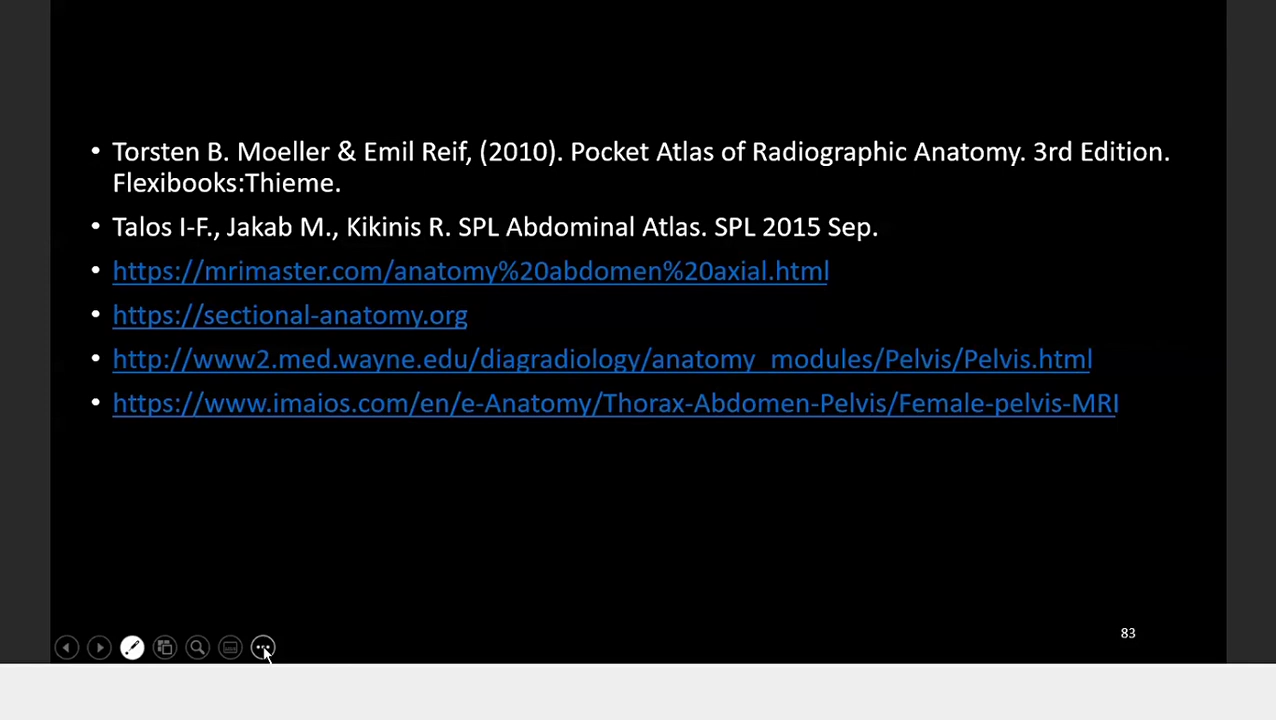 • Torsten B. Moeller & Emil Reif, (2010). Pocket Atlas of Radiographic Anatomy. 3rd Edition.
Flexibooks:Thieme.
• Talos I-F., Jakab M., Kikinis R. SPL Abdominal Atlas. SPL 2015 Sep.
• https://mrimaster.com/anatomy%20abdomen%20axial.html
• https://sectional-anatomy.org
• http://www2.med.wayne.edu/diagradiology/anatomy_modules/Pelvis/Pelvis.html
• https://www.imaios.com/en/e-Anatomy/Thorax-Abdomen-Pelvis/Female-pelvis-MRI
83